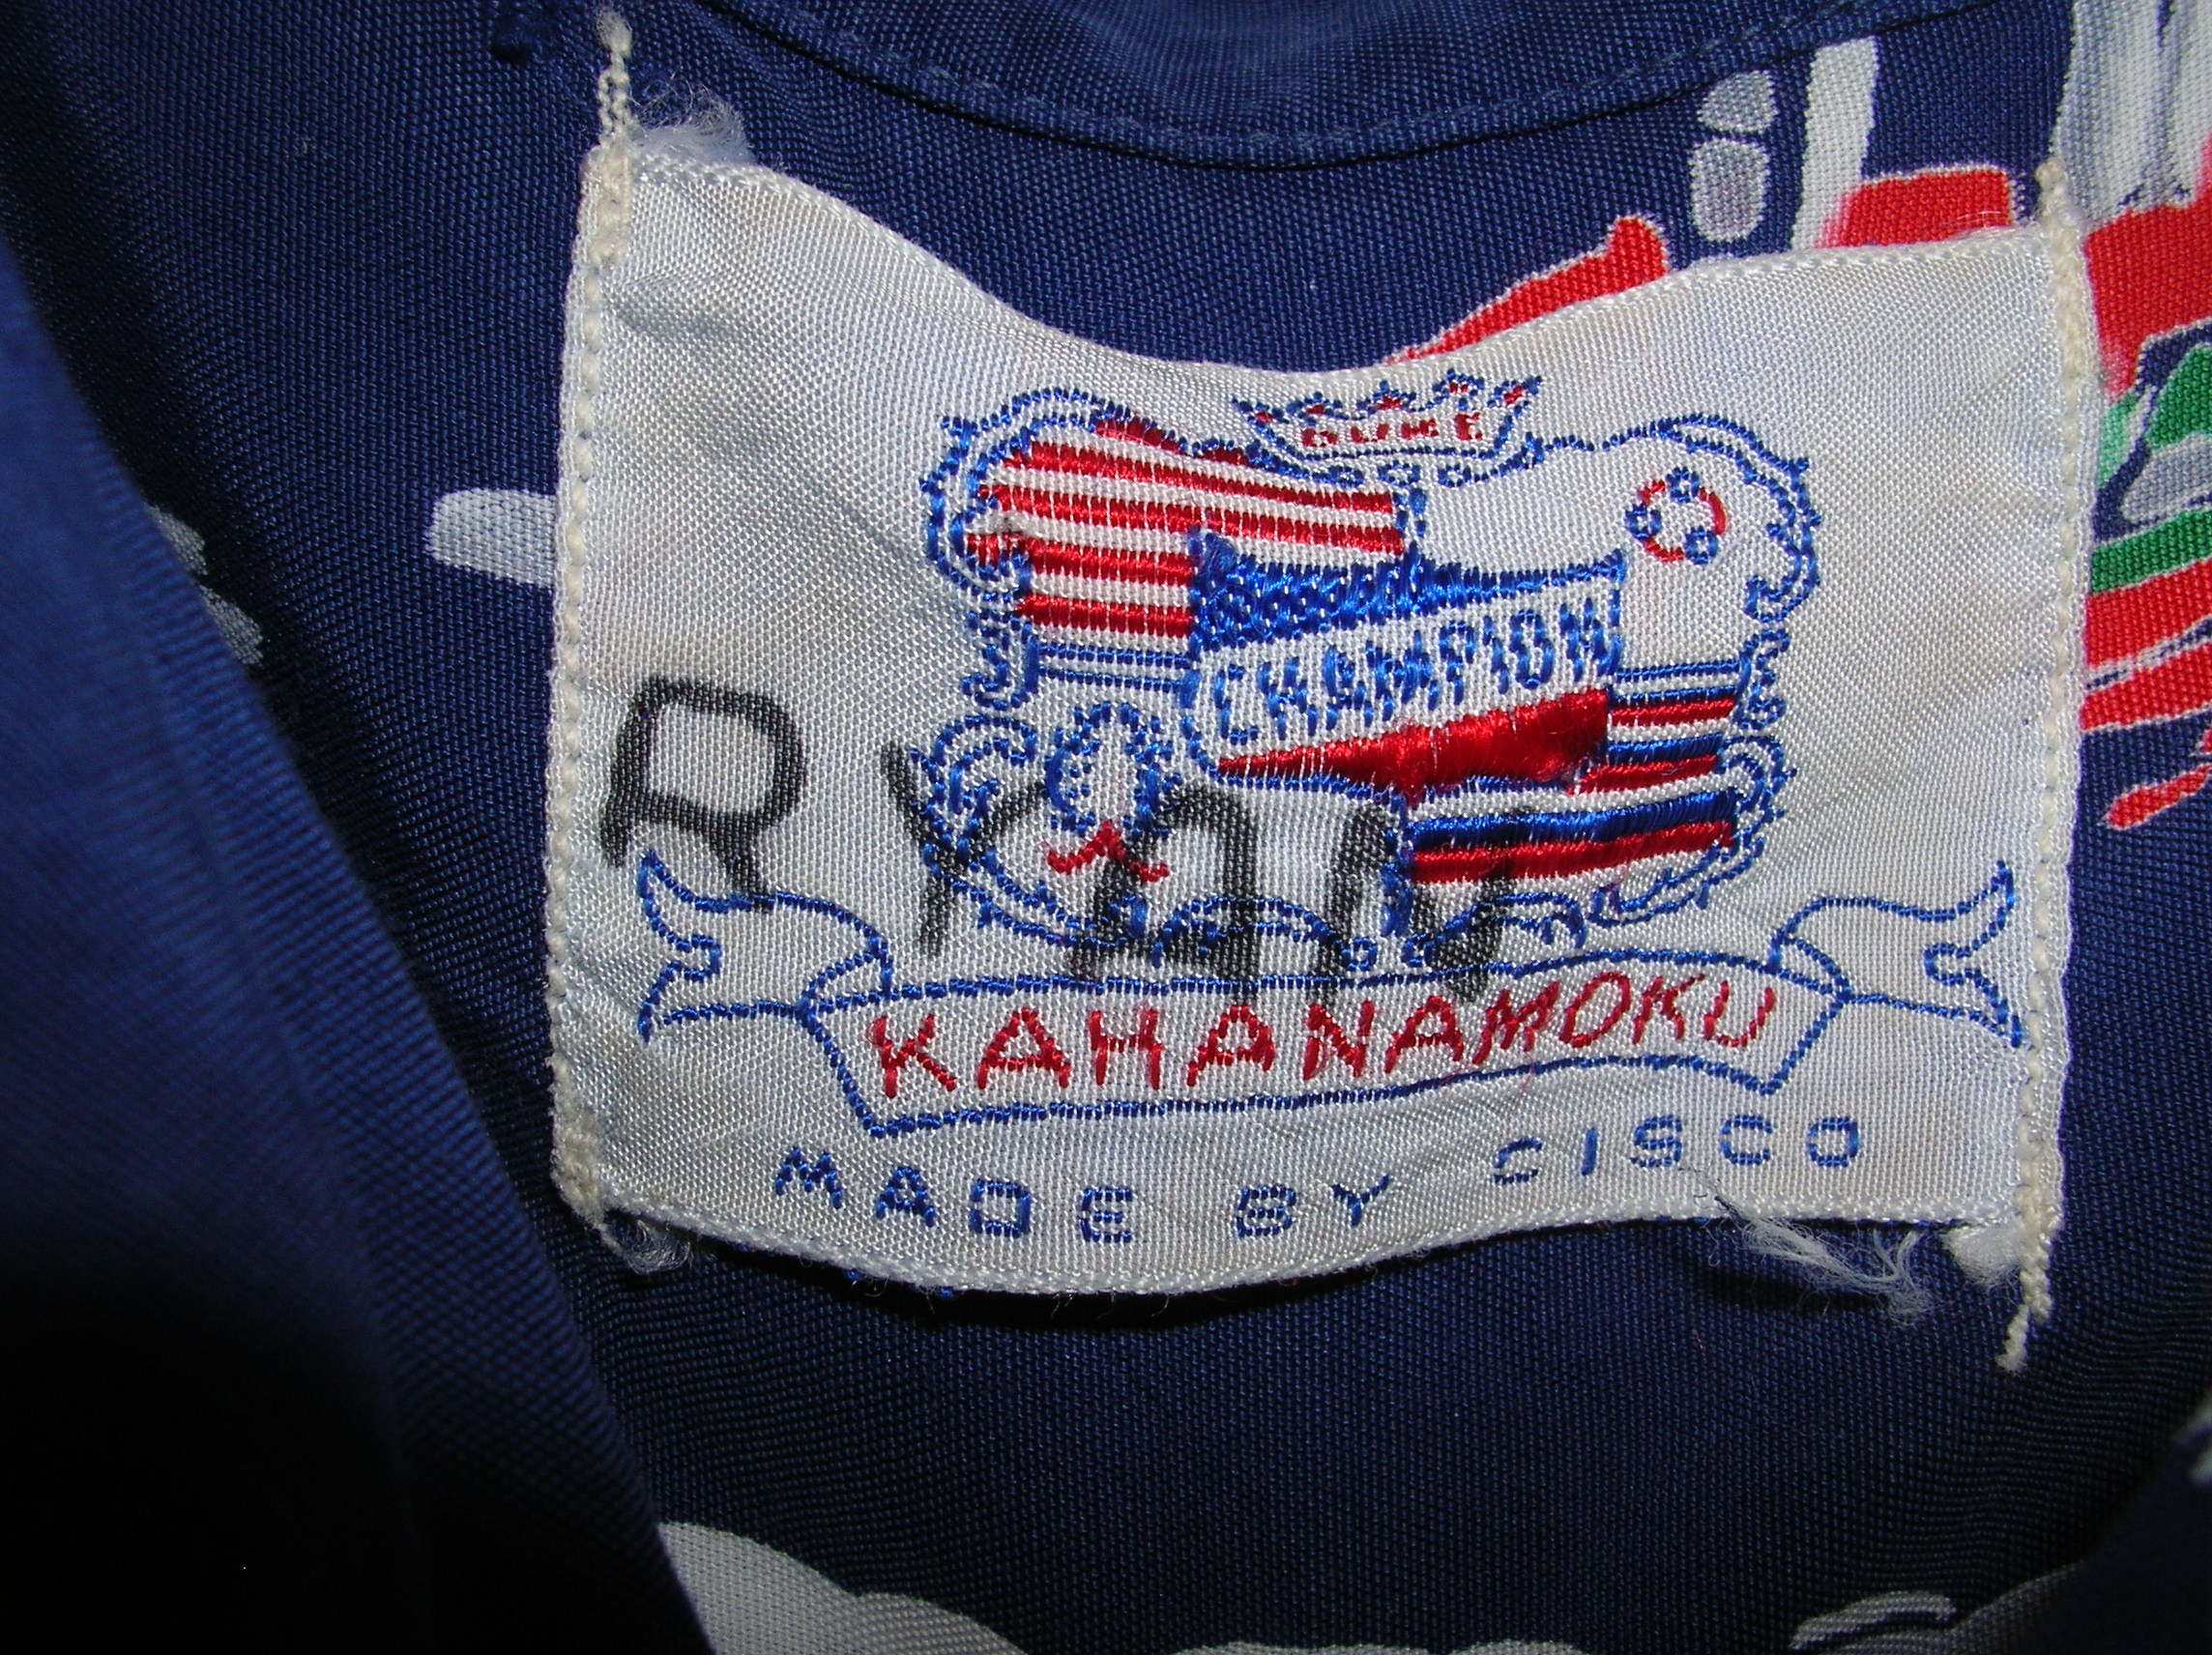 DUKE
CHAMPION
RYAN
KAHANAMOKU
MADE BY CISCO